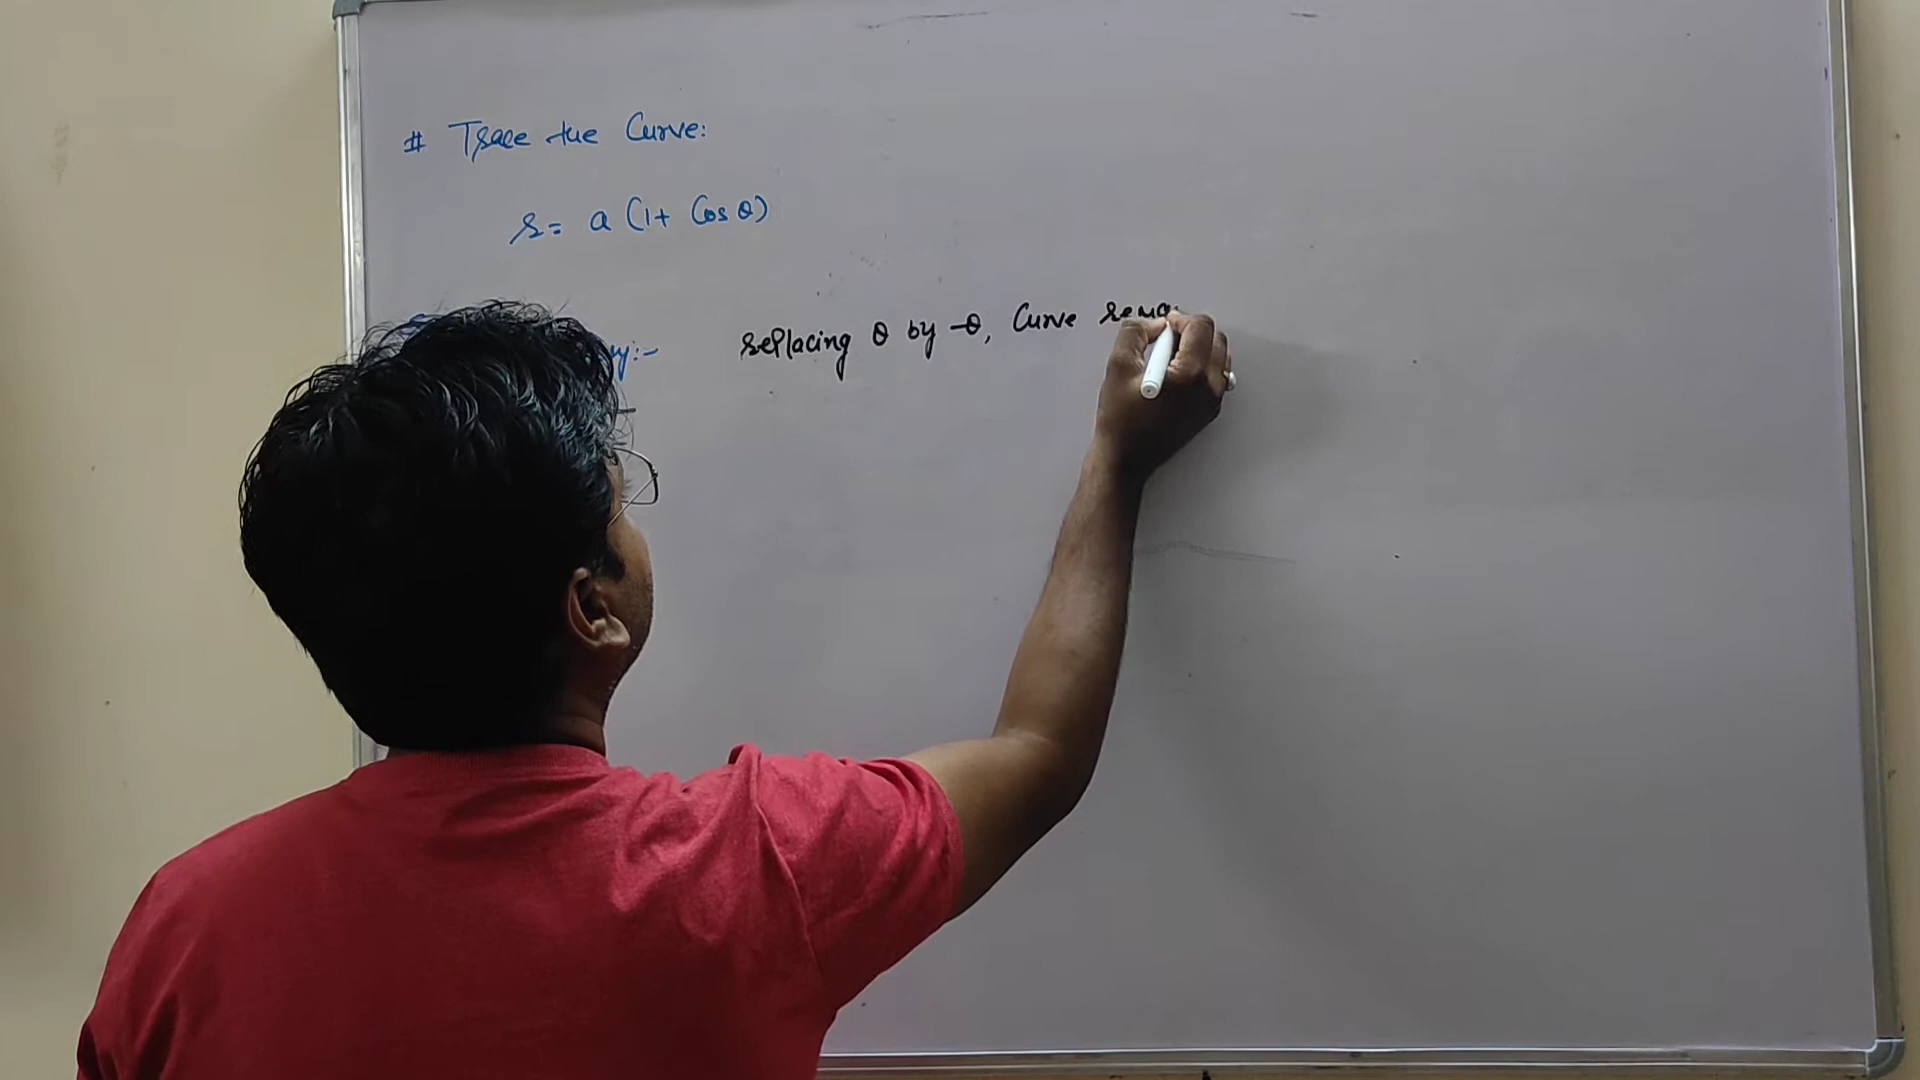 # Trace the Curve:
r = a (1 + Cos θ)
replacing θ by -θ, Curve